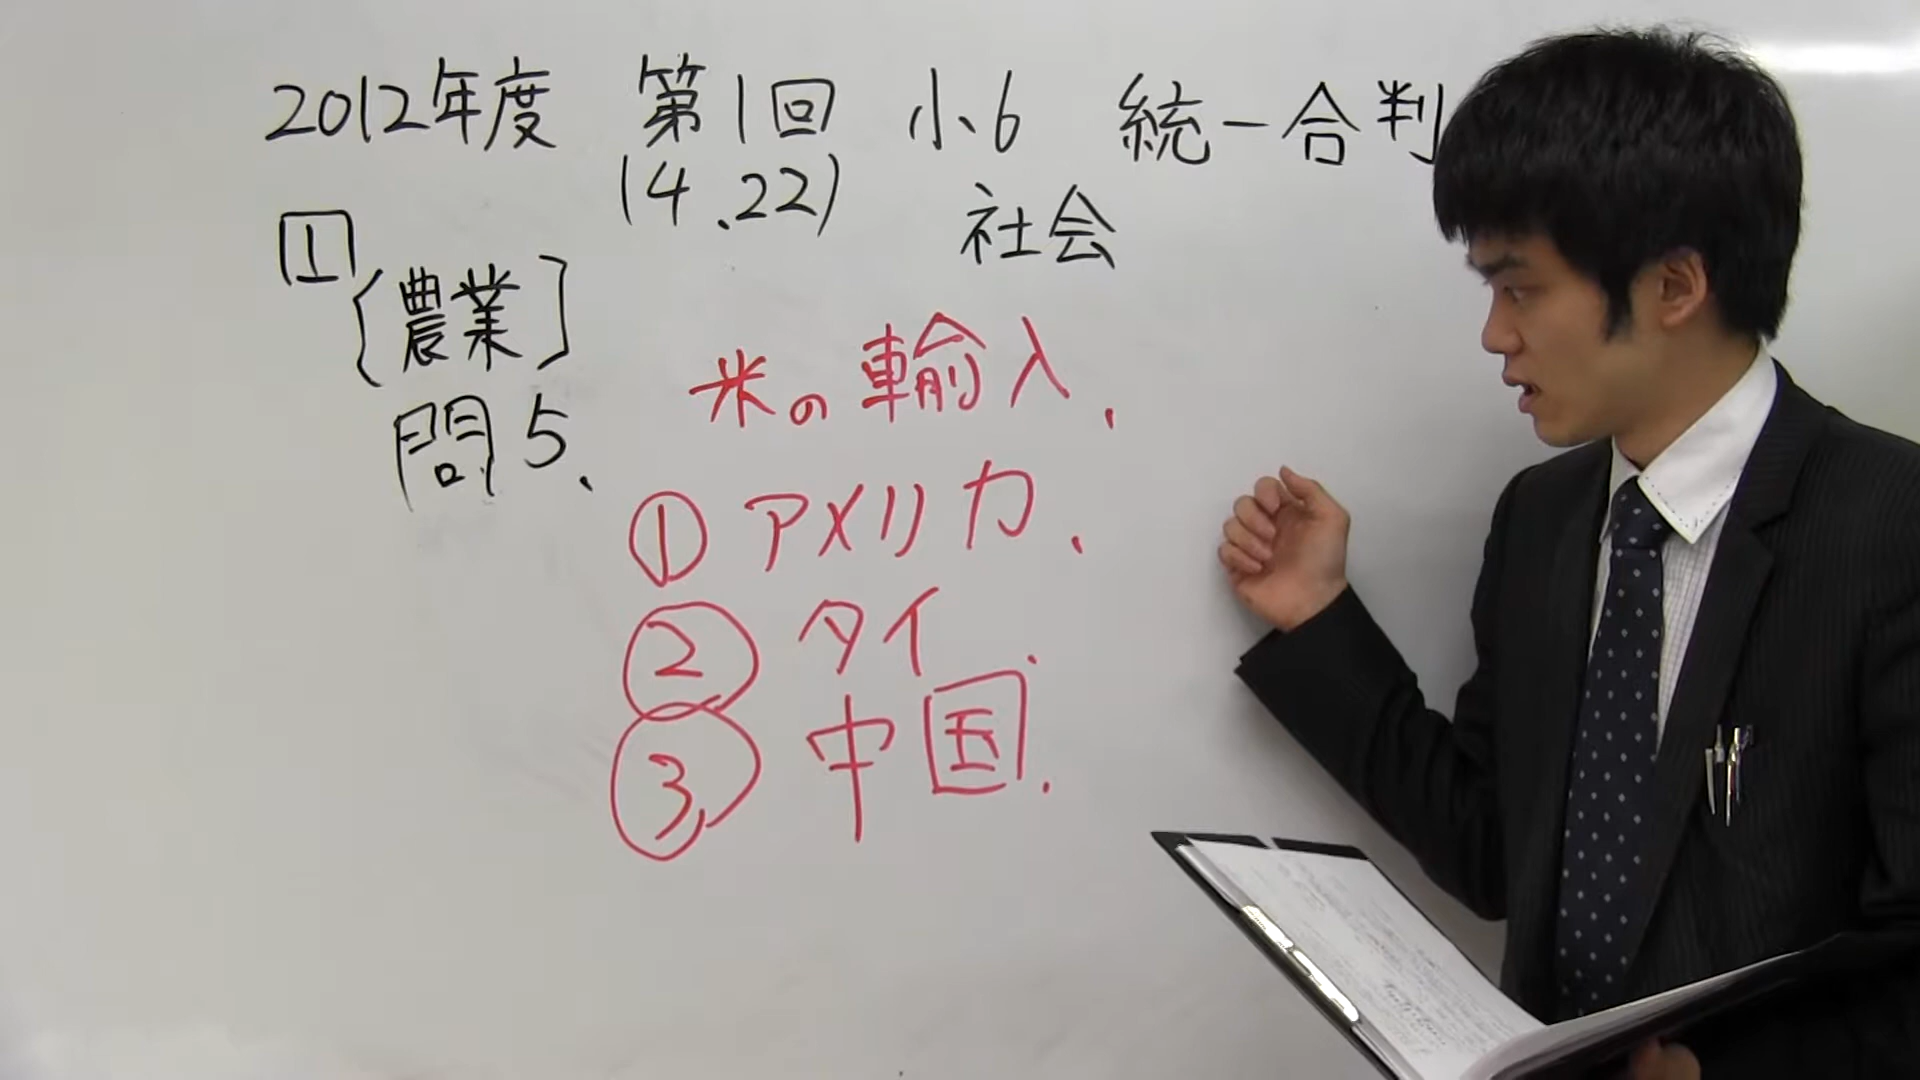 2012年度 第1回 小6 統一合判
(4.22) 社会
1
[農業]
問5.
米の輸入.
① アメリカ.
② タイ.
③ 中国.